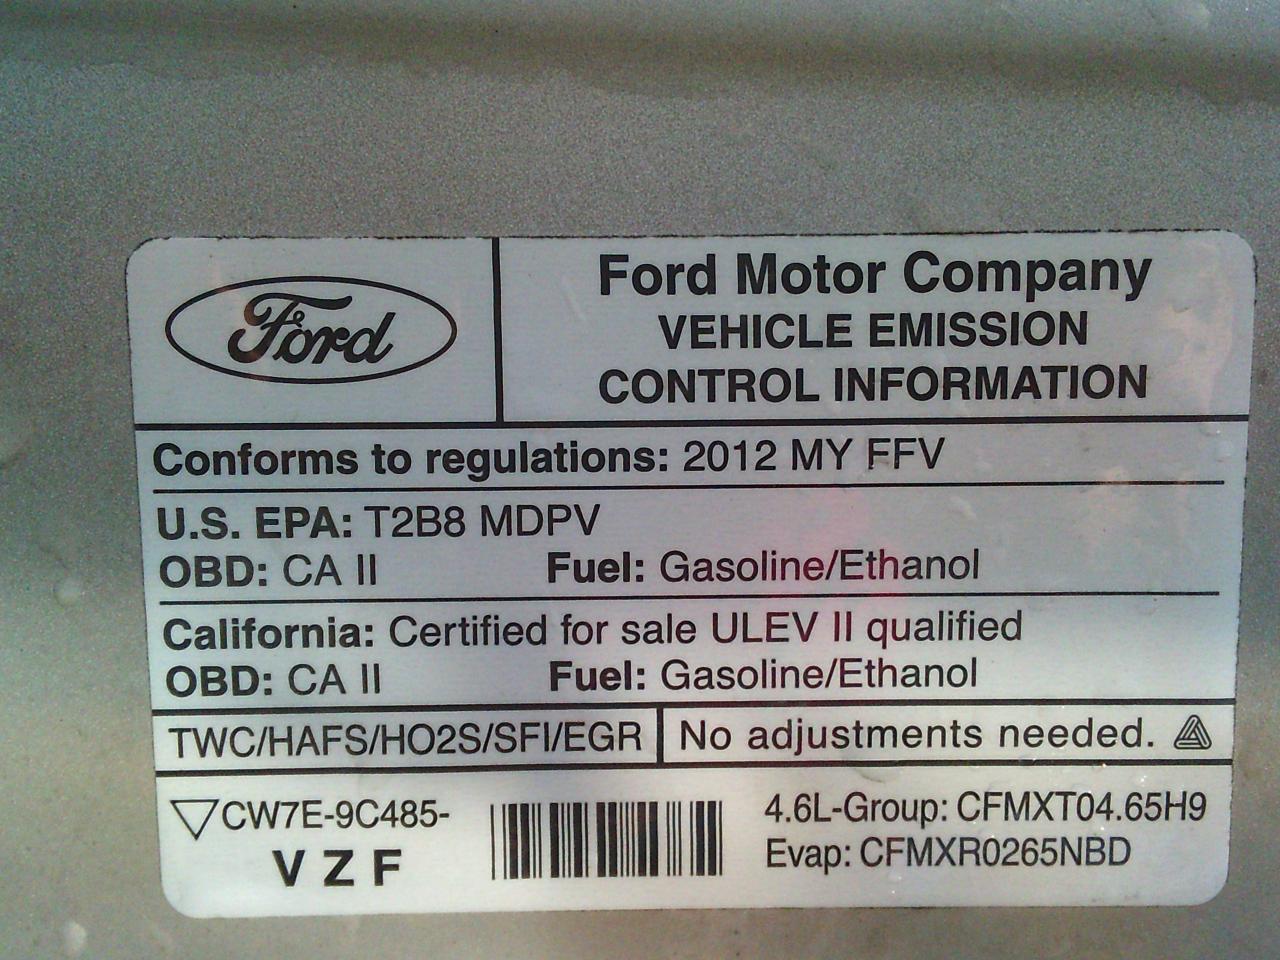 Ford
Ford Motor Company
VEHICLE EMISSION
CONTROL INFORMATION
Conforms to regulations: 2012 MY FFV
U.S. EPA: T2B8 MDPV
OBD: CA II Fuel: Gasoline/Ethanol
California: Certified for sale ULEV II qualified
OBD: CA II Fuel: Gasoline/Ethanol
TWC/HAFS/HO2S/SFI/EGR No adjustments needed.
CW7E-9C485-
VZF
4.6L-Group: CFMXT04.65H9
Evap: CFMXR0265NBD